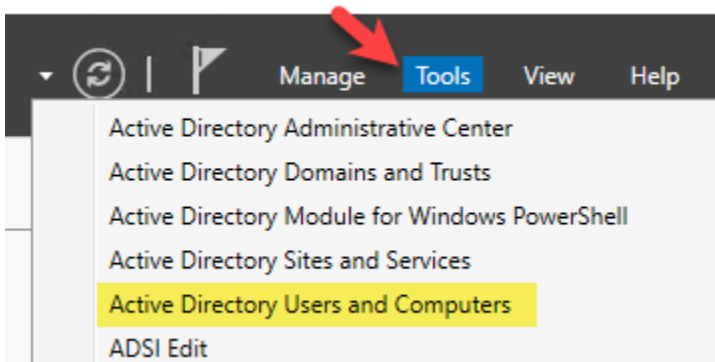 Manage Tools View Help
Active Directory Administrative Center
Active Directory Domains and Trusts
Active Directory Module for Windows PowerShell
Active Directory Sites and Services
Active Directory Users and Computers
ADSI Edit